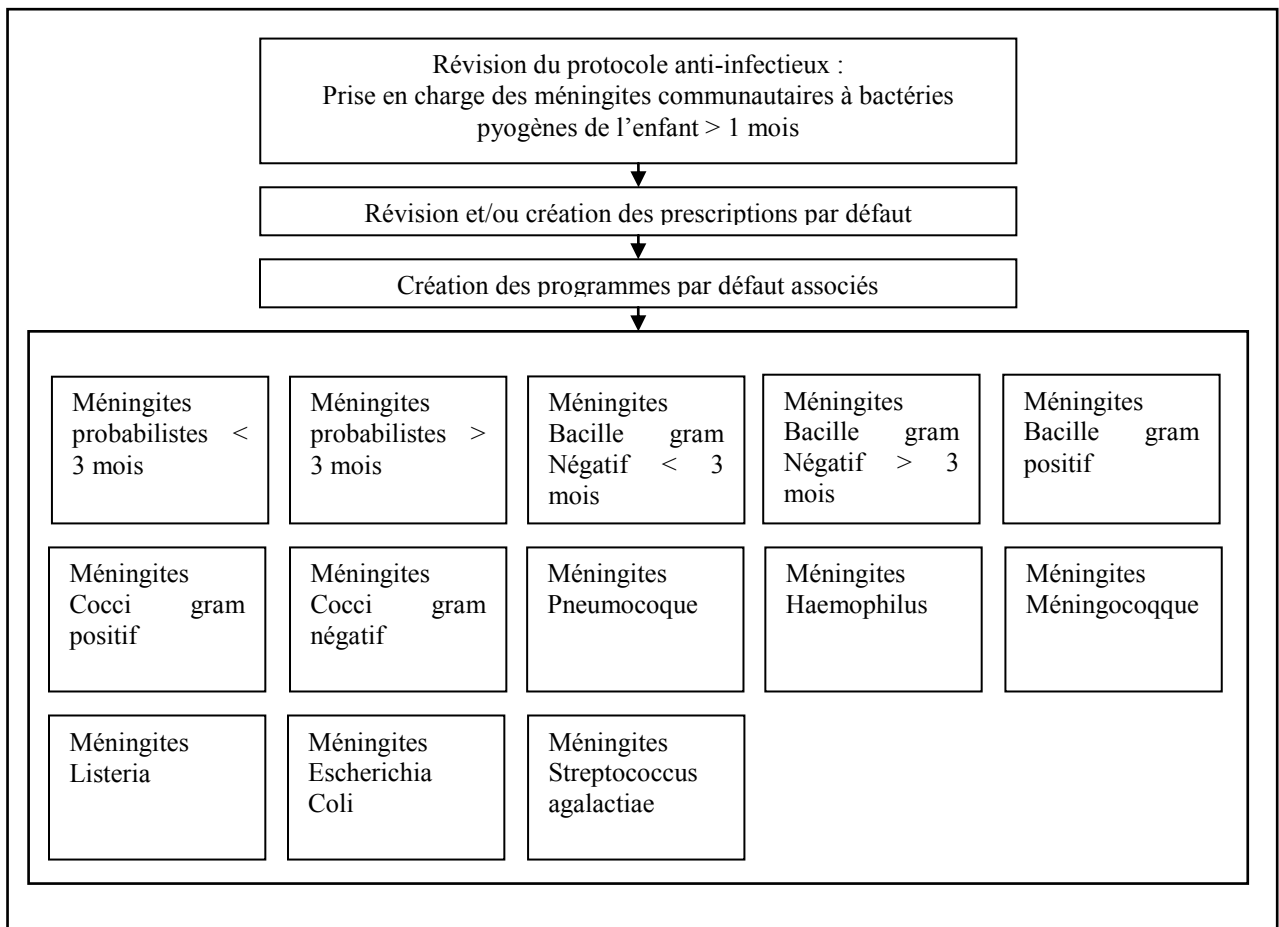 Révision du protocole anti-infectieux :
Prise en charge des méningites communautaires à bactéries
pyogènes de l'enfant > 1 mois
Révision et/ou création des prescriptions par défaut
Création des programmes par défaut associés
Méningites
probabilistes <
3 mois
Méningites
probabilistes >
3 mois
Méningites
Bacille gram
Négatif < 3
mois
Méningites
Bacille gram
Négatif > 3
mois
Méningites
Bacille gram
positif
Méningites
Cocci gram
positif
Méningites
Cocci gram
négatif
Méningites
Pneumocoque
Méningites
Haemophilus
Méningites
Méningocoqque
Méningites
Listeria
Méningites
Escherichia
Coli
Méningites
Streptococcus
agalactiae